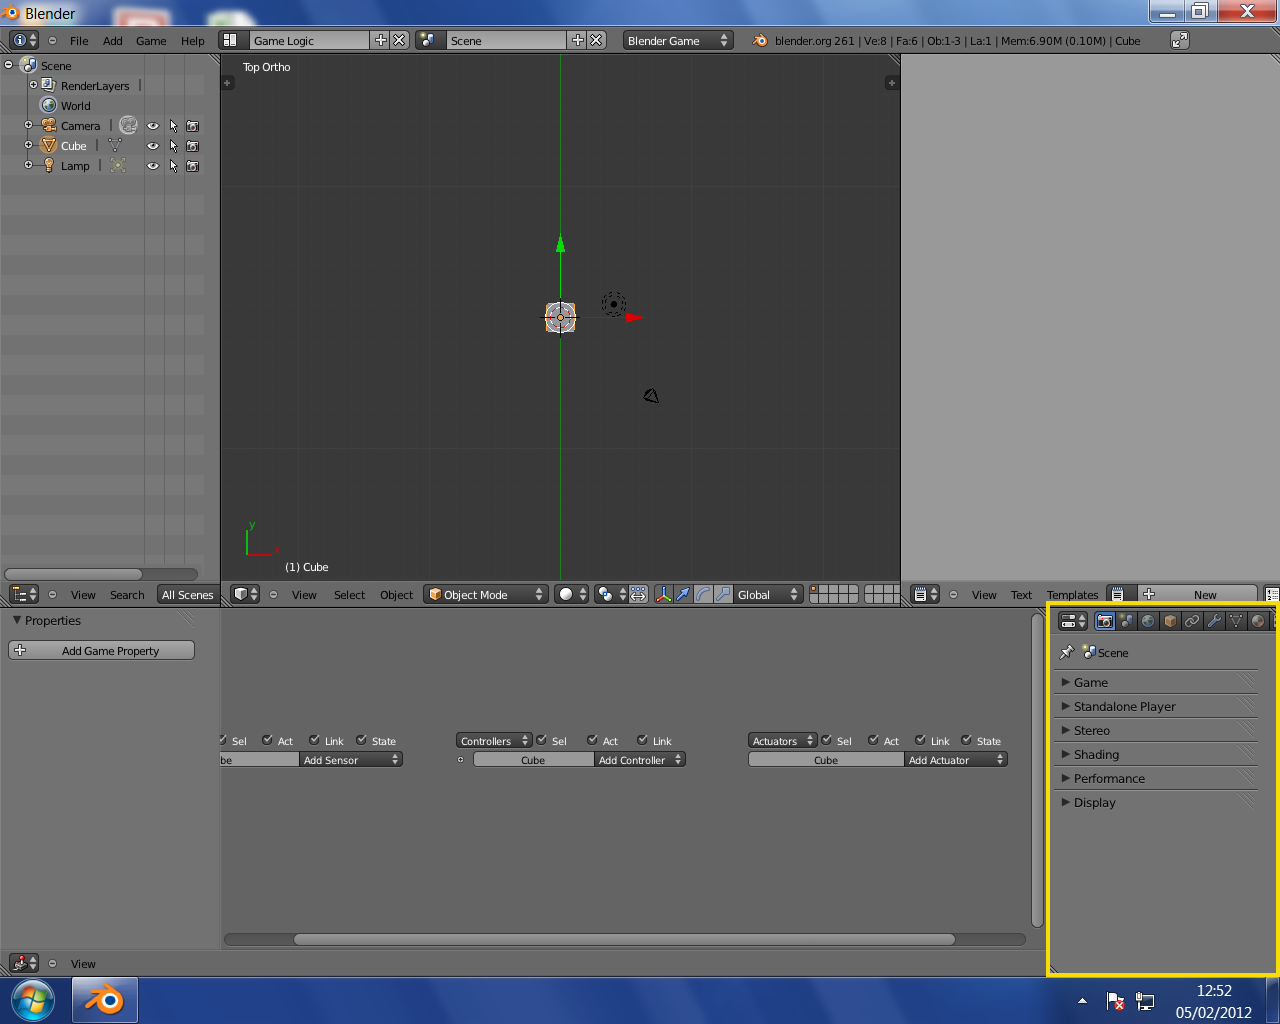 Blender
File Add Game Help Game Logic Scene Blender Game blender.org 261 | Ve:8 | Fa:6 | Ob:1-3 | La:1 | Mem:6.90M (0.10M) | Cube
Scene
RenderLayers
World
Camera
Cube
Lamp
Top Ortho
y
x
(1) Cube
View Search All Scenes
View Select Object Object Mode Global
View Text Templates New
Properties
Add Game Property
Sel Act Link State
be Add Sensor
Controllers Sel Act Link
Cube Add Controller
Actuators Sel Act Link State
Cube Add Actuator
Scene
Game
Standalone Player
Stereo
Shading
Performance
Display
View
12:52
05/02/2012